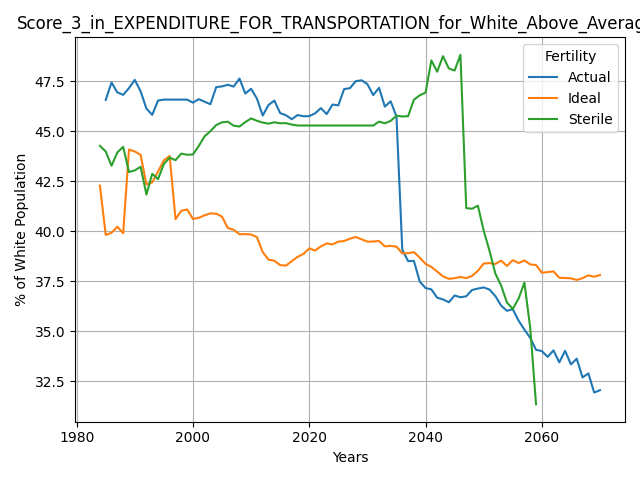 Score_3_in_EXPENDITURE_FOR_TRANSPORTATION_for_White_Above_Averag
Fertility
Actual
Ideal
Sterile
% of White Population
47.5
45.0
42.5
40.0
37.5
35.0
32.5
1980
2000
2020
2040
2060
Years